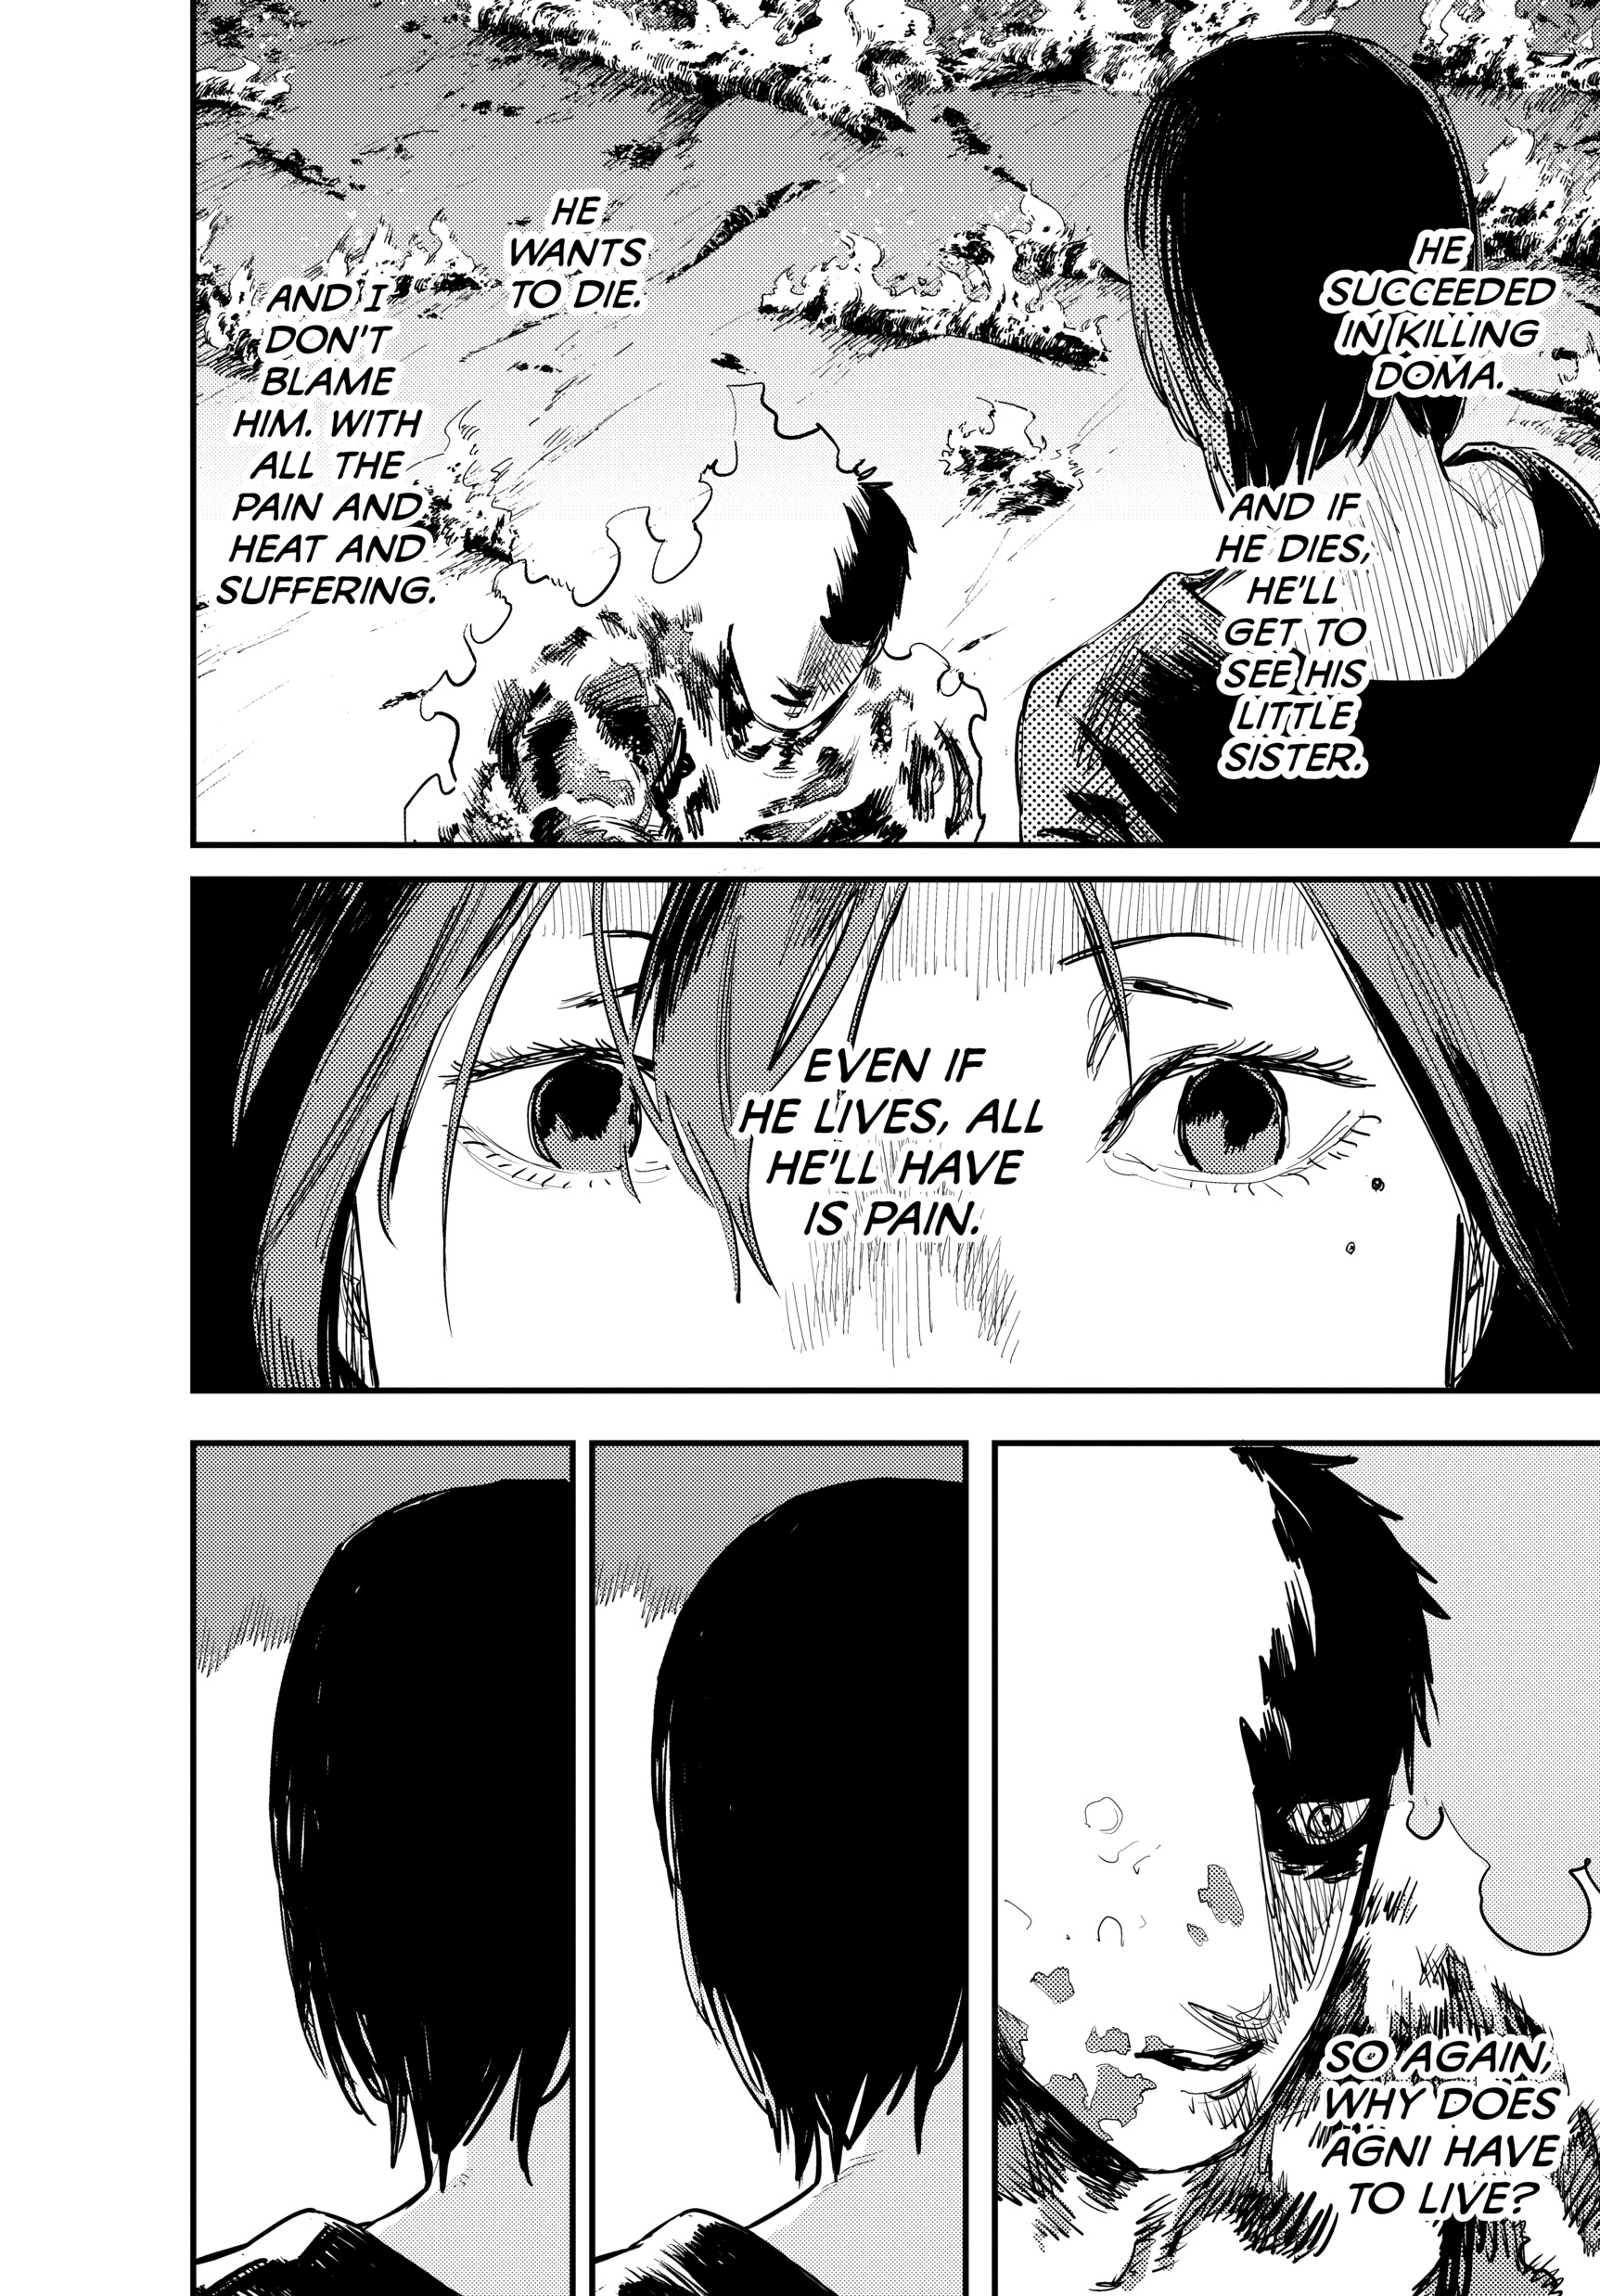 HE
SUCCEEDED
IN KILLING
DOMA.
AND IF
HE DIES,
HE'LL
GET TO
SEE HIS
LITTLE
SISTER.
HE
WANTS
TO DIE.
AND I
DON'T
BLAME
HIM. WITH
ALL THE
PAIN AND
HEAT AND
SUFFERING.
EVEN IF
HE LIVES, ALL
HE'LL HAVE
IS PAIN.
SO AGAIN,
WHY DOES
AGNI HAVE
TO LIVE?